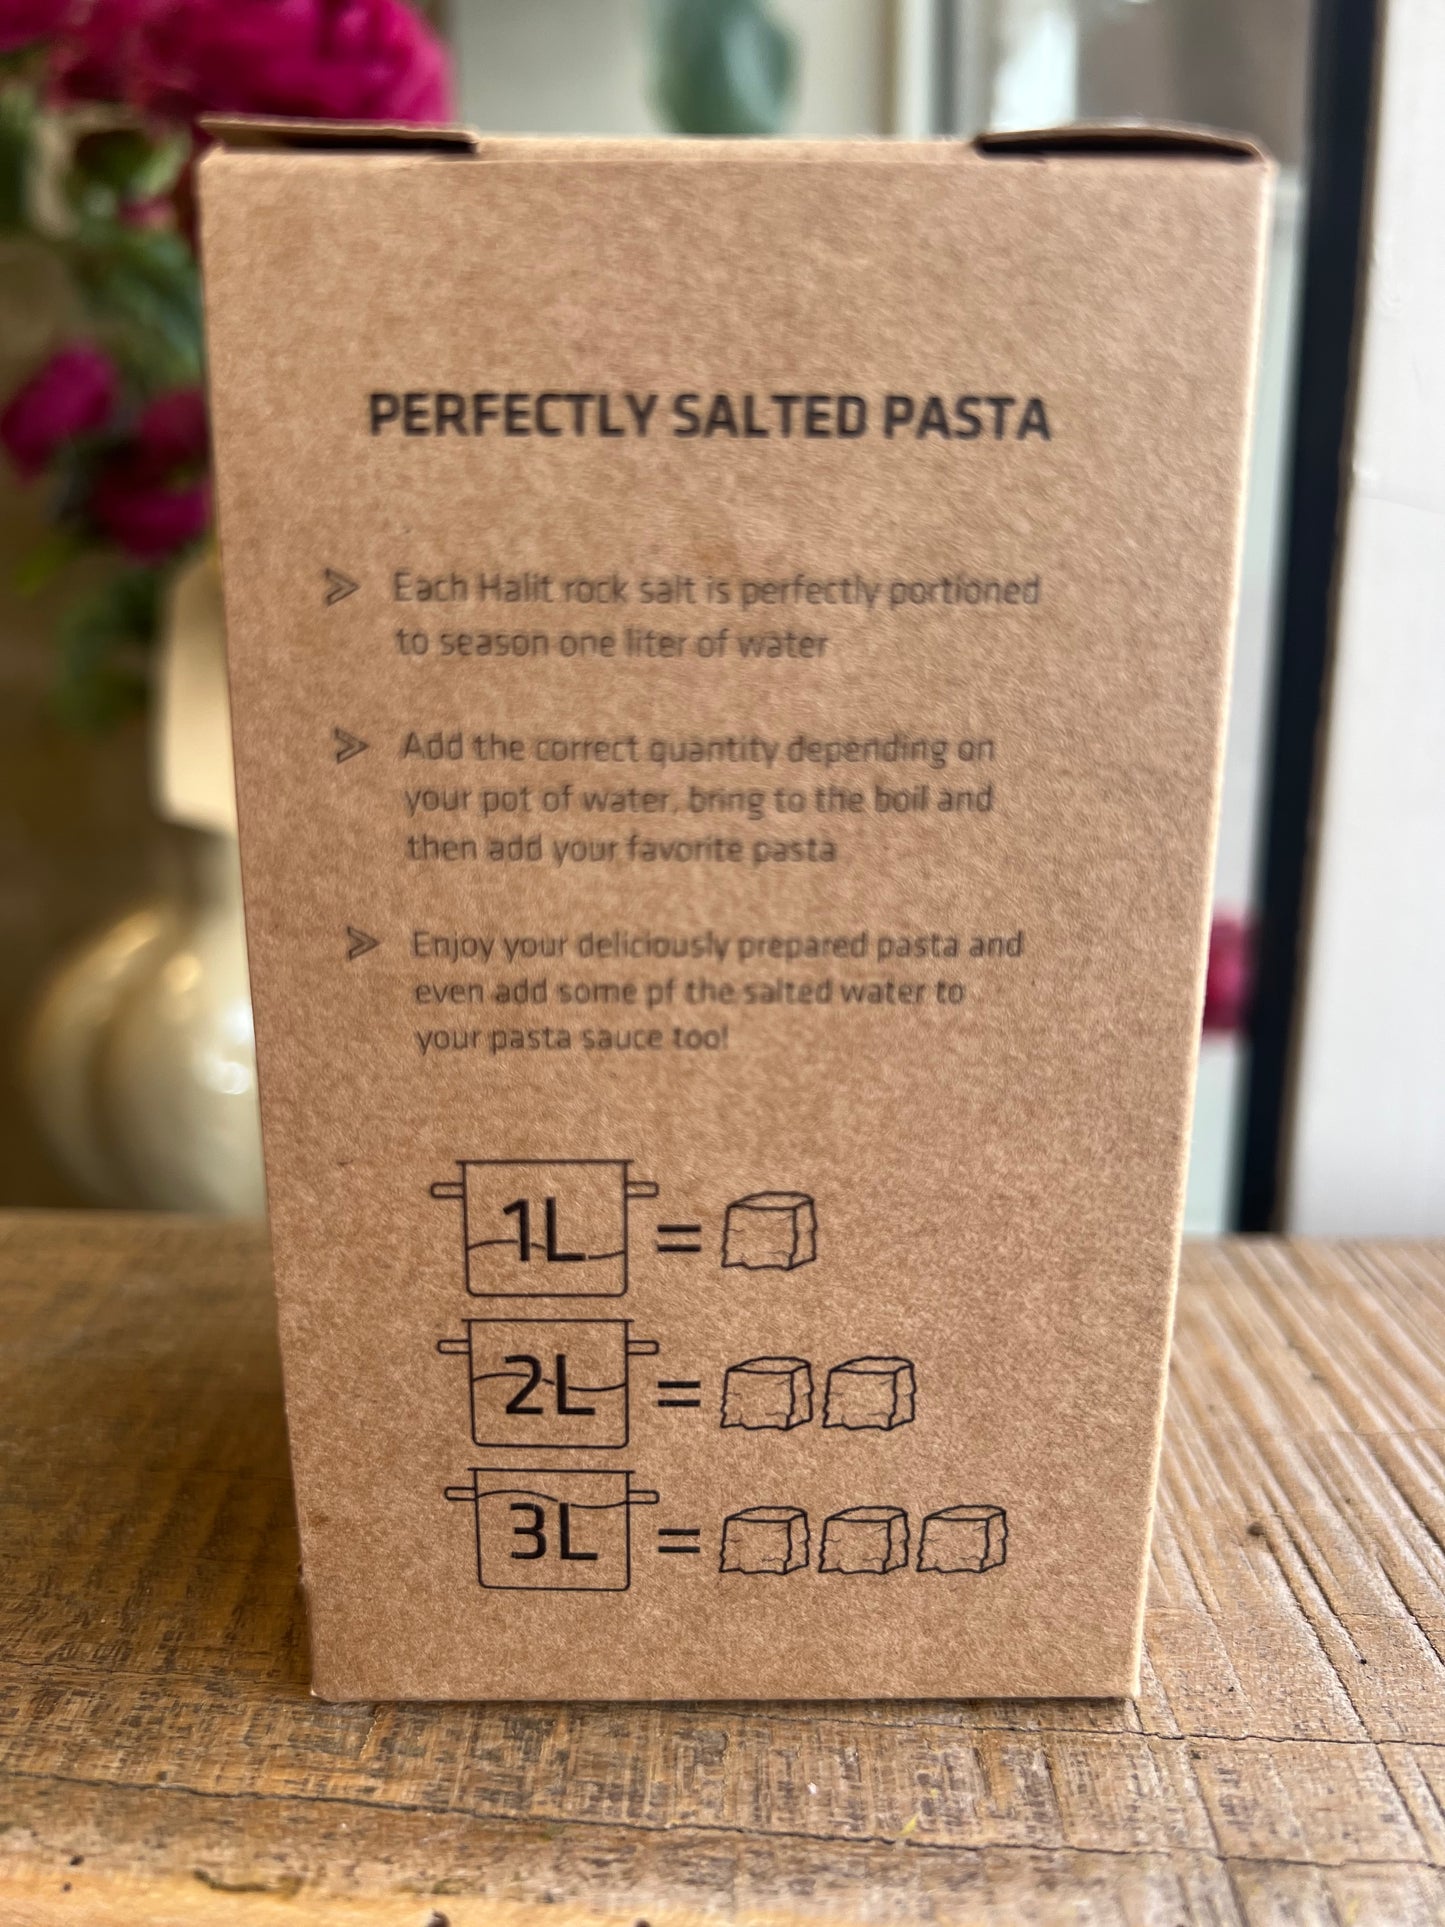 PERFECTLY SALTED PASTA
Each Halit rock salt is perfectly portioned
to season one liter of water
Add the correct quantity depending on
your pot of water, bring to the boil and
then add your favorite pasta
Enjoy your deliciously prepared pasta and
even add some pf the salted water to
your pasta sauce too!
1L =
2L =
3L =